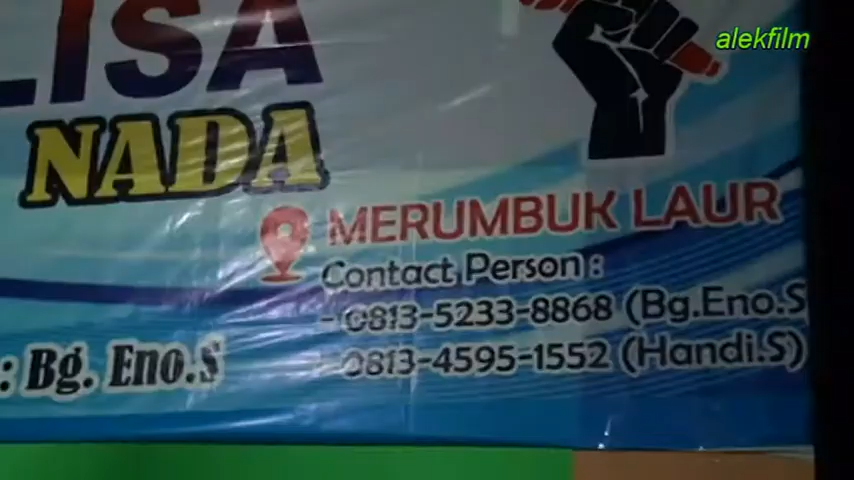 alekfilm
LISA
NADA
MERUMBUK LAUR
Contact Person :
- 0813-5233-8868 (Bg.Eno.S
- 0813-4595-1552 (Handi.S)
: Bg. Eno.S